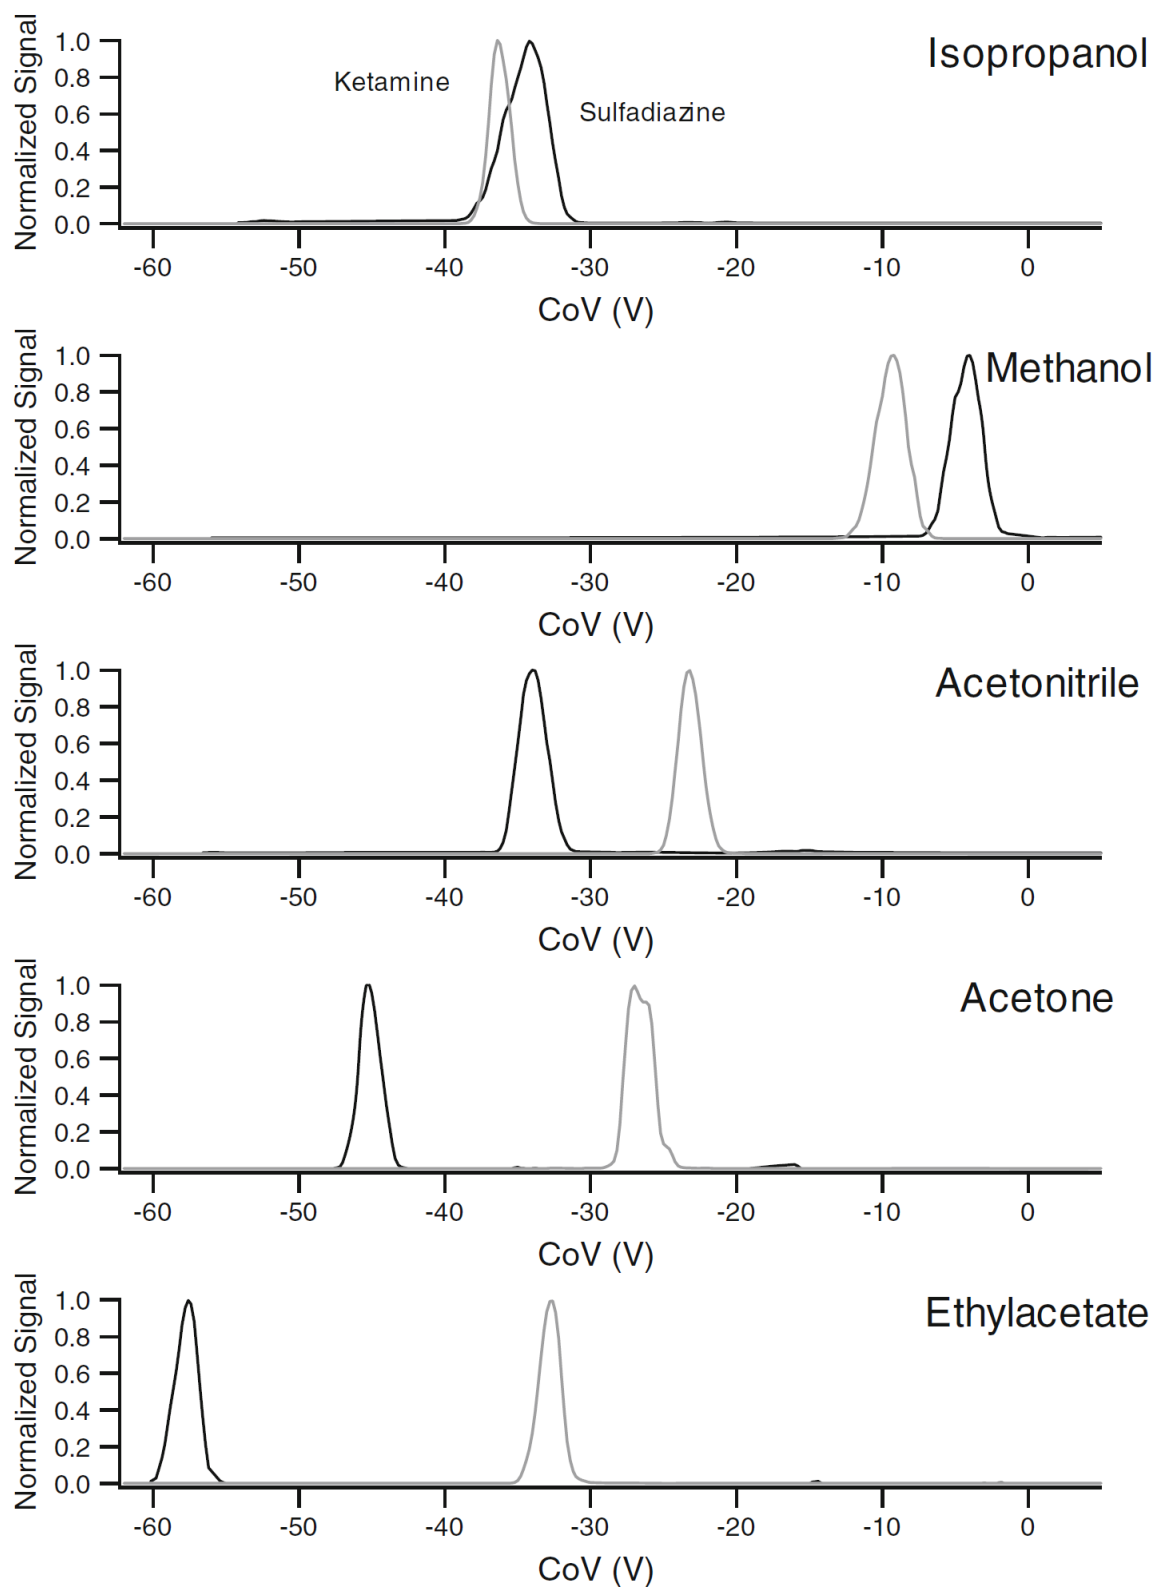 Isopropanol
Normalized Signal
1.0
0.8
0.6
0.4
0.2
0.0
Ketamine
Sulfadiazine
-60 -50 -40 -30 -20 -10 0
CoV (V)
Methanol
Normalized Signal
1.0
0.8
0.6
0.4
0.2
0.0
-60 -50 -40 -30 -20 -10 0
CoV (V)
Acetonitrile
Normalized Signal
1.0
0.8
0.6
0.4
0.2
0.0
-60 -50 -40 -30 -20 -10 0
CoV (V)
Acetone
Normalized Signal
1.0
0.8
0.6
0.4
0.2
0.0
-60 -50 -40 -30 -20 -10 0
CoV (V)
Ethylacetate
Normalized Signal
1.0
0.8
0.6
0.4
0.2
0.0
-60 -50 -40 -30 -20 -10 0
CoV (V)